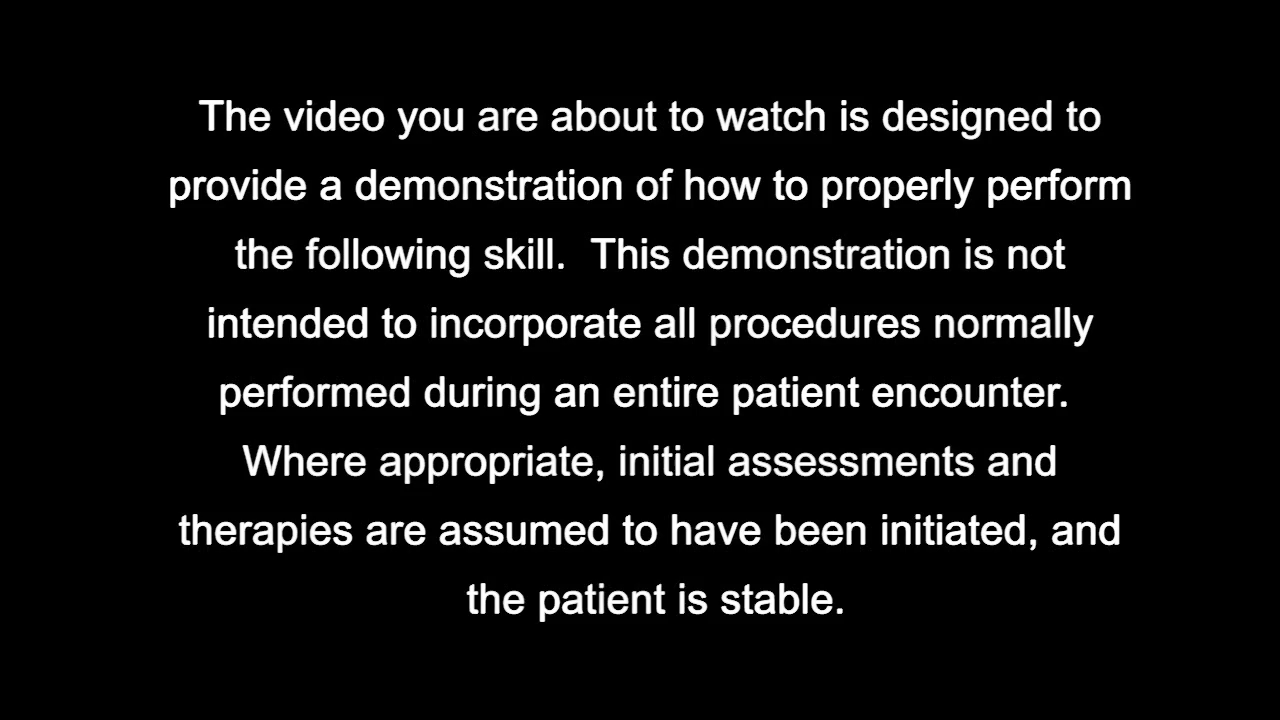 The video you are about to watch is designed to
provide a demonstration of how to properly perform
the following skill.  This demonstration is not
intended to incorporate all procedures normally
performed during an entire patient encounter.
Where appropriate, initial assessments and
therapies are assumed to have been initiated, and
the patient is stable.